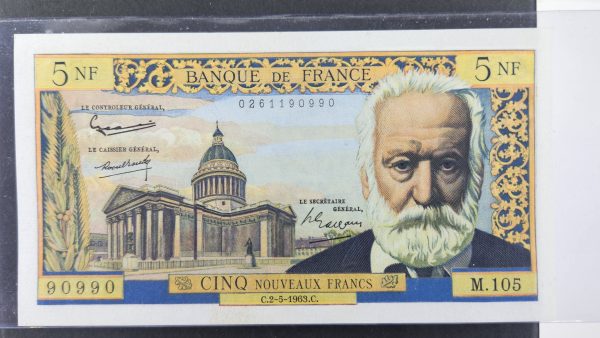 5 NF
BANQUE DE FRANCE
5 NF
0261190990
LE CONTROLEUR GÉNÉRAL,
LE CAISSIER GÉNÉRAL,
LE SECRÉTAIRE
GÉNÉRAL,
90990
CINQ NOUVEAUX FRANCS
M.105
C.2-5-1963.C.